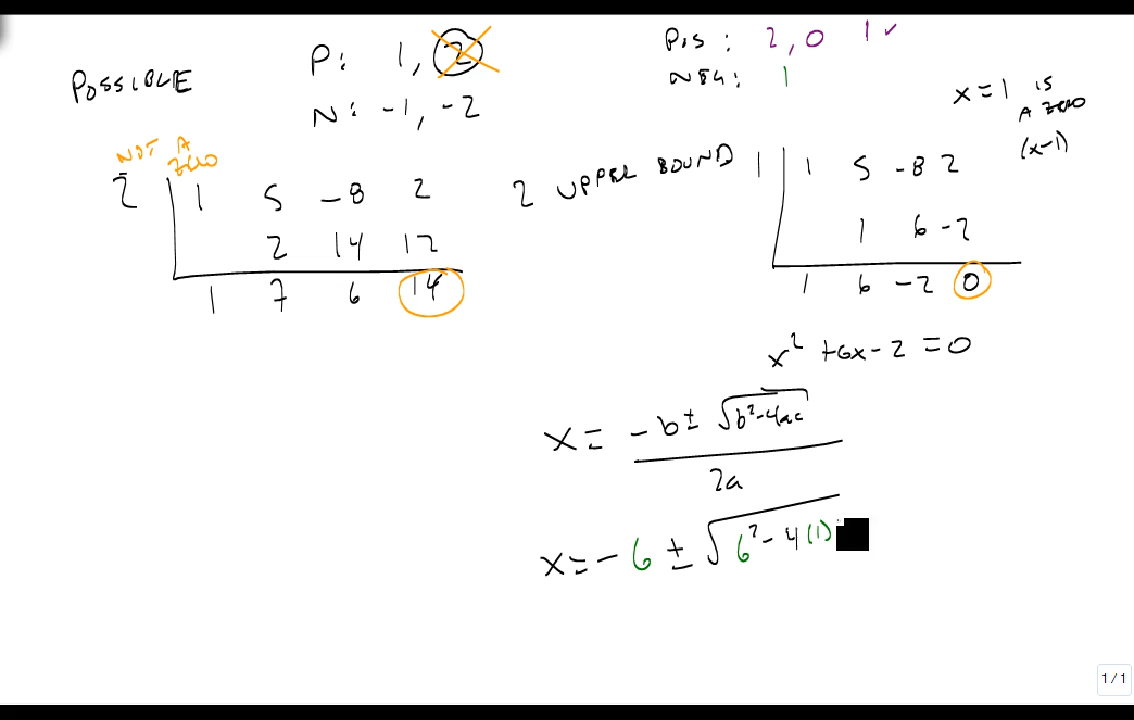 POSSIBLE
P: 1, 2
N: -1, -2
POS: 2, 0 1 ✓
NEG: 1
x = 1 IS A ZERO
(x-1)
NOT A ZERO
2 | 1 5 -8 2
2 14 12
1 7 6 14
2 UPPER BOUND
1 | 1 5 -8 2
1 6 -2
1 6 -2 0
x² + 6x - 2 = 0
x = -b ± √b²-4ac
2a
x = -6 ± √6² - 4(1)
1/1